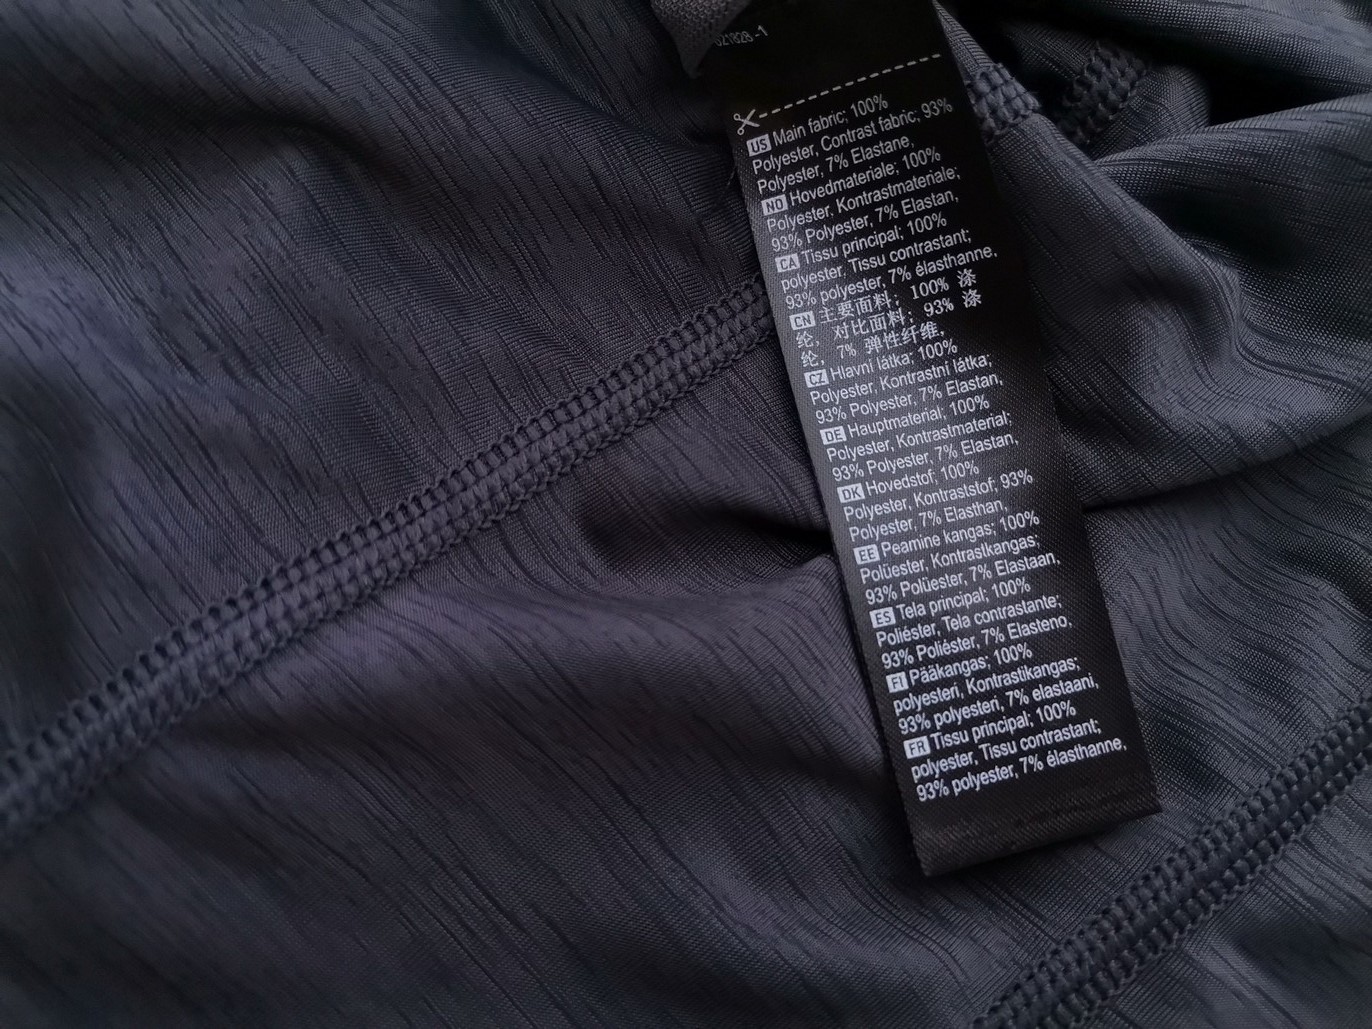 021828-1
US Main fabric; 100%
Polyester, Contrast fabric; 93%
Polyester, 7% Elastane,
NO Hovedmateriale; 100%
Polyester, Kontrastmateriale;
93% Polyester, 7% Elastan,
CA Tissu principal; 100%
polyester, Tissu contrastant;
93% polyester, 7% élasthanne,
CN 主要面料; 100% 涤
纶, 对比面料; 93% 涤
纶, 7% 弹性纤维,
CZ Hlavní látka; 100%
Polyester, Kontrastní látka;
93% Polyester, 7% Elastan,
DE Hauptmaterial; 100%
Polyester, Kontrastmaterial;
93% Polyester, 7% Elastan,
DK Hovedstof; 100%
Polyester, Kontraststof; 93%
Polyester, 7% Elasthan,
EE Peamine kangas; 100%
Polüester, Kontrastkangas;
93% Polüester, 7% Elastaan,
ES Tela principal; 100%
Poliéster, Tela contrastante;
93% Poliéster, 7% Elasteno,
FI Pääkangas; 100%
polyesteri, Kontrastikangas;
93% polyesteri, 7% elastaani,
FR Tissu principal; 100%
polyester, Tissu contrastant;
93% polyester, 7% élasthanne,